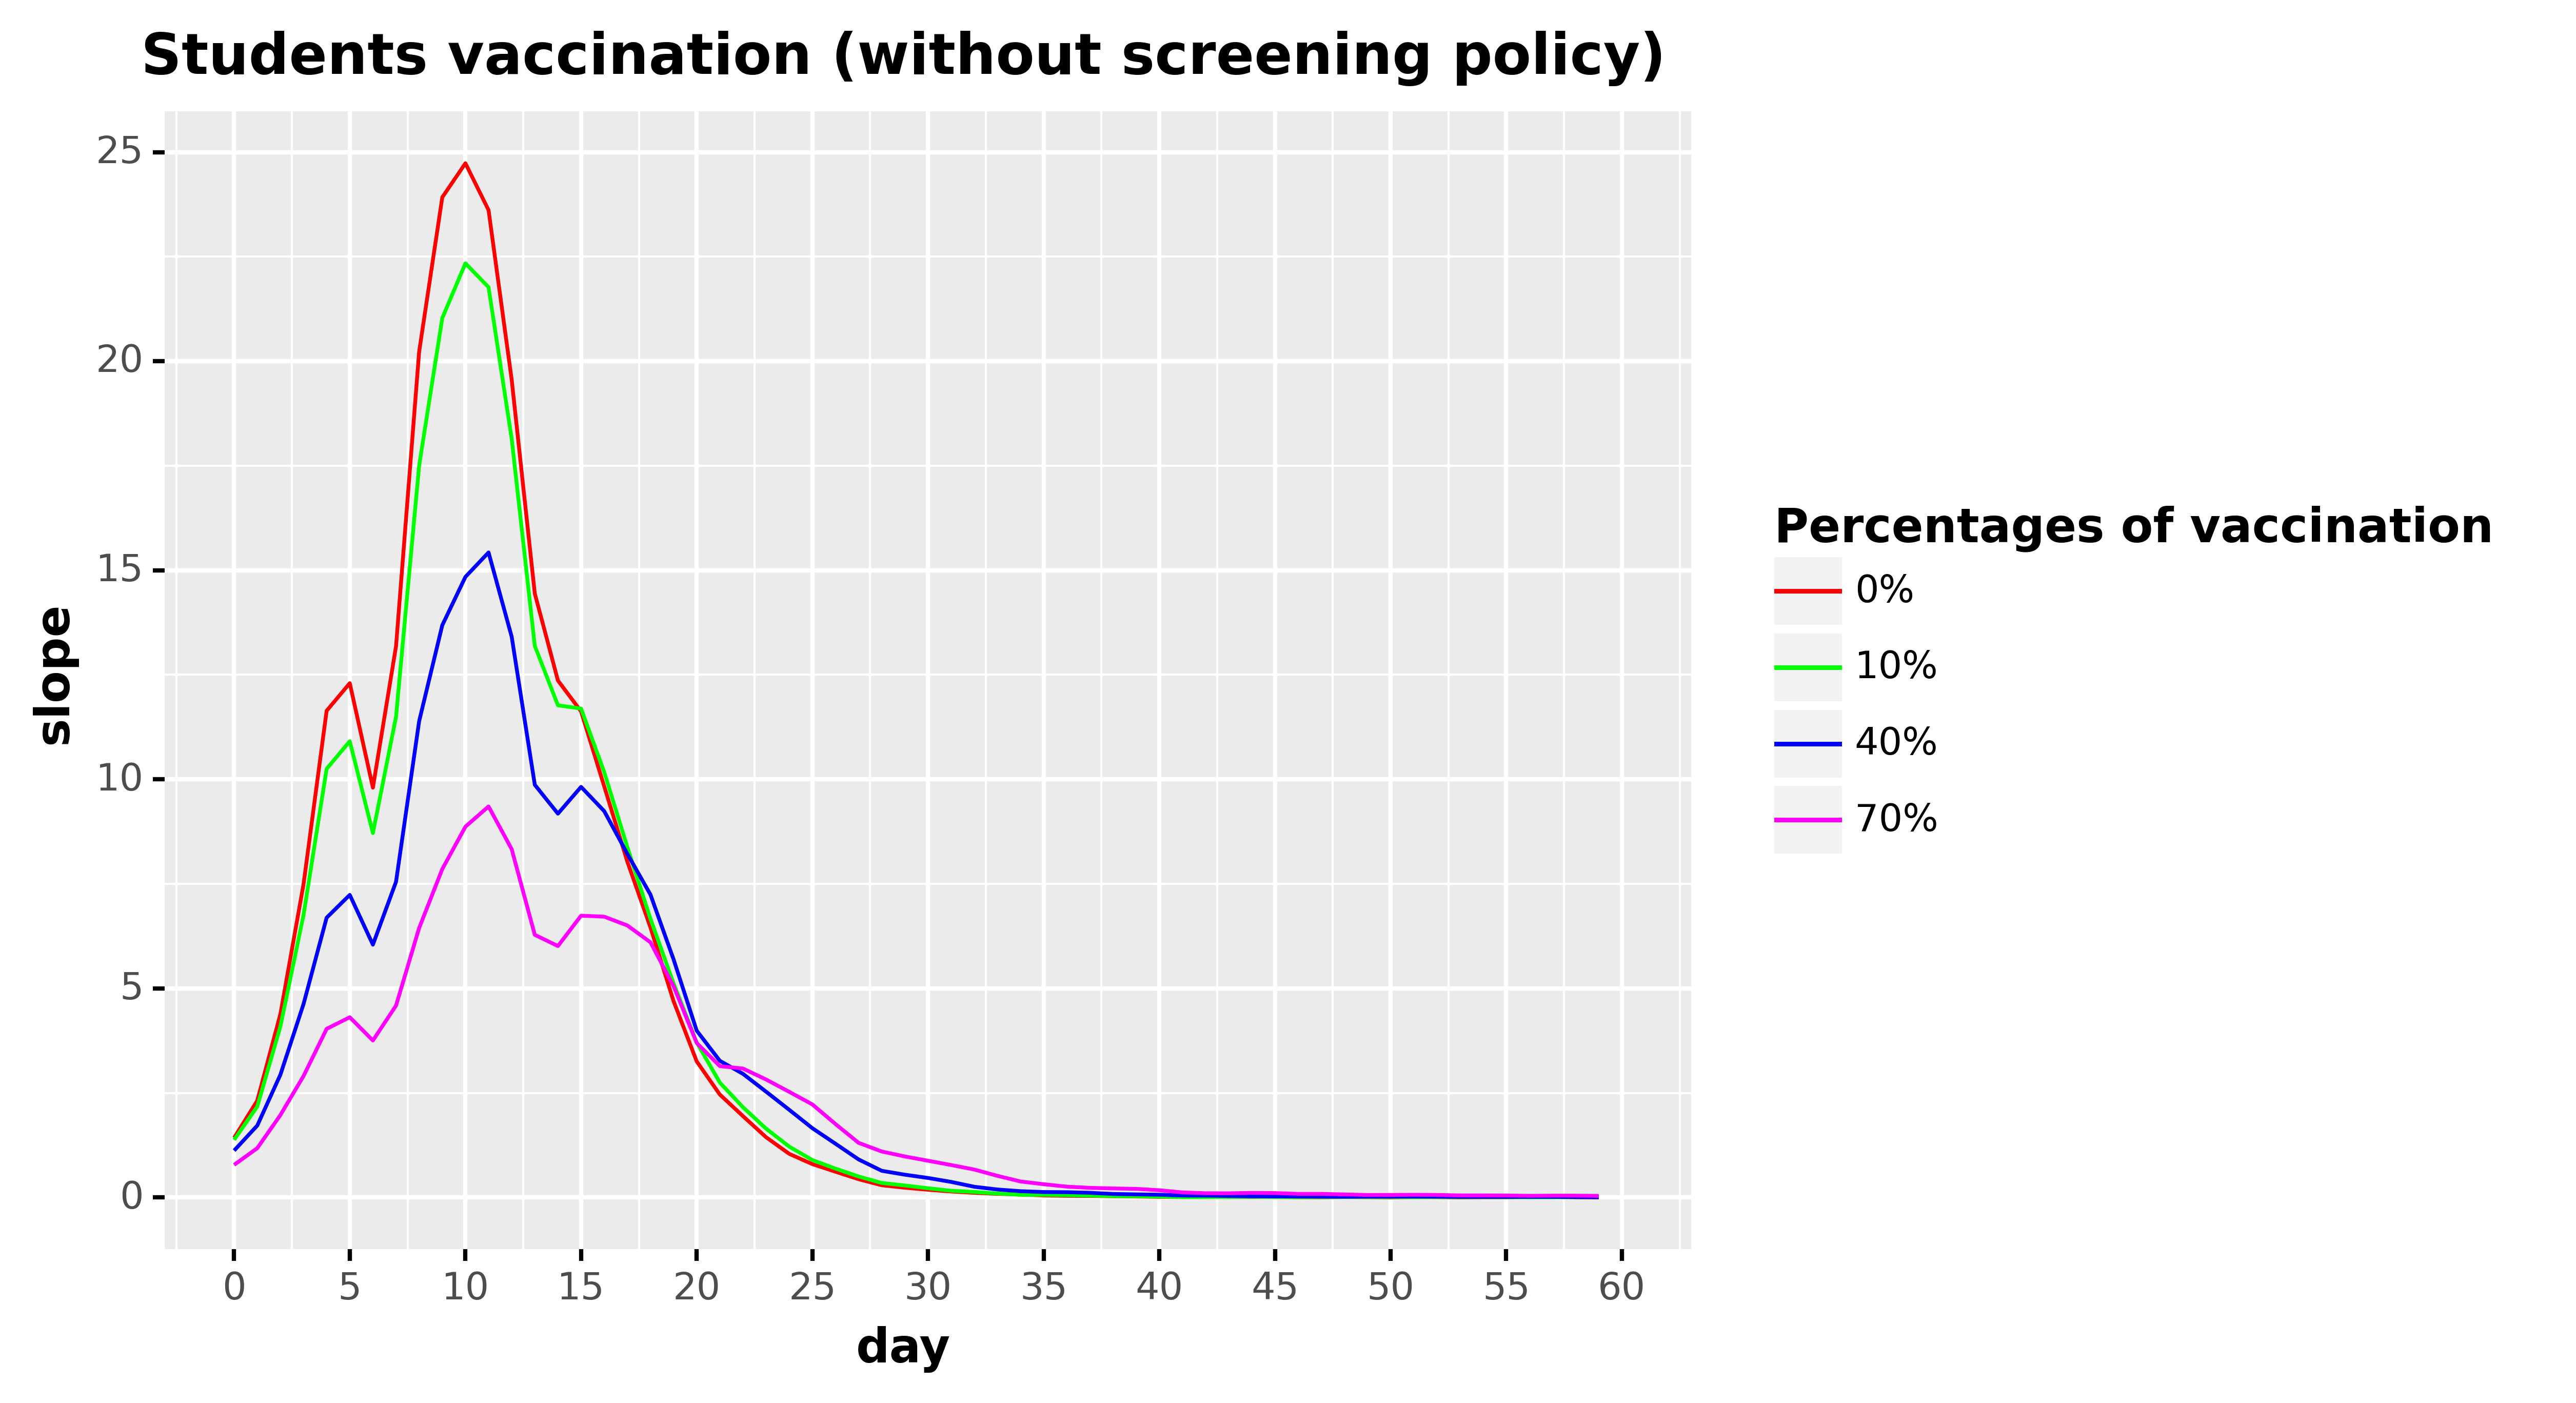 Students vaccination (without screening policy)
25
20
15
10
5
0
slope
0 5 10 15 20 25 30 35 40 45 50 55 60
day
Percentages of vaccination
0%
10%
40%
70%